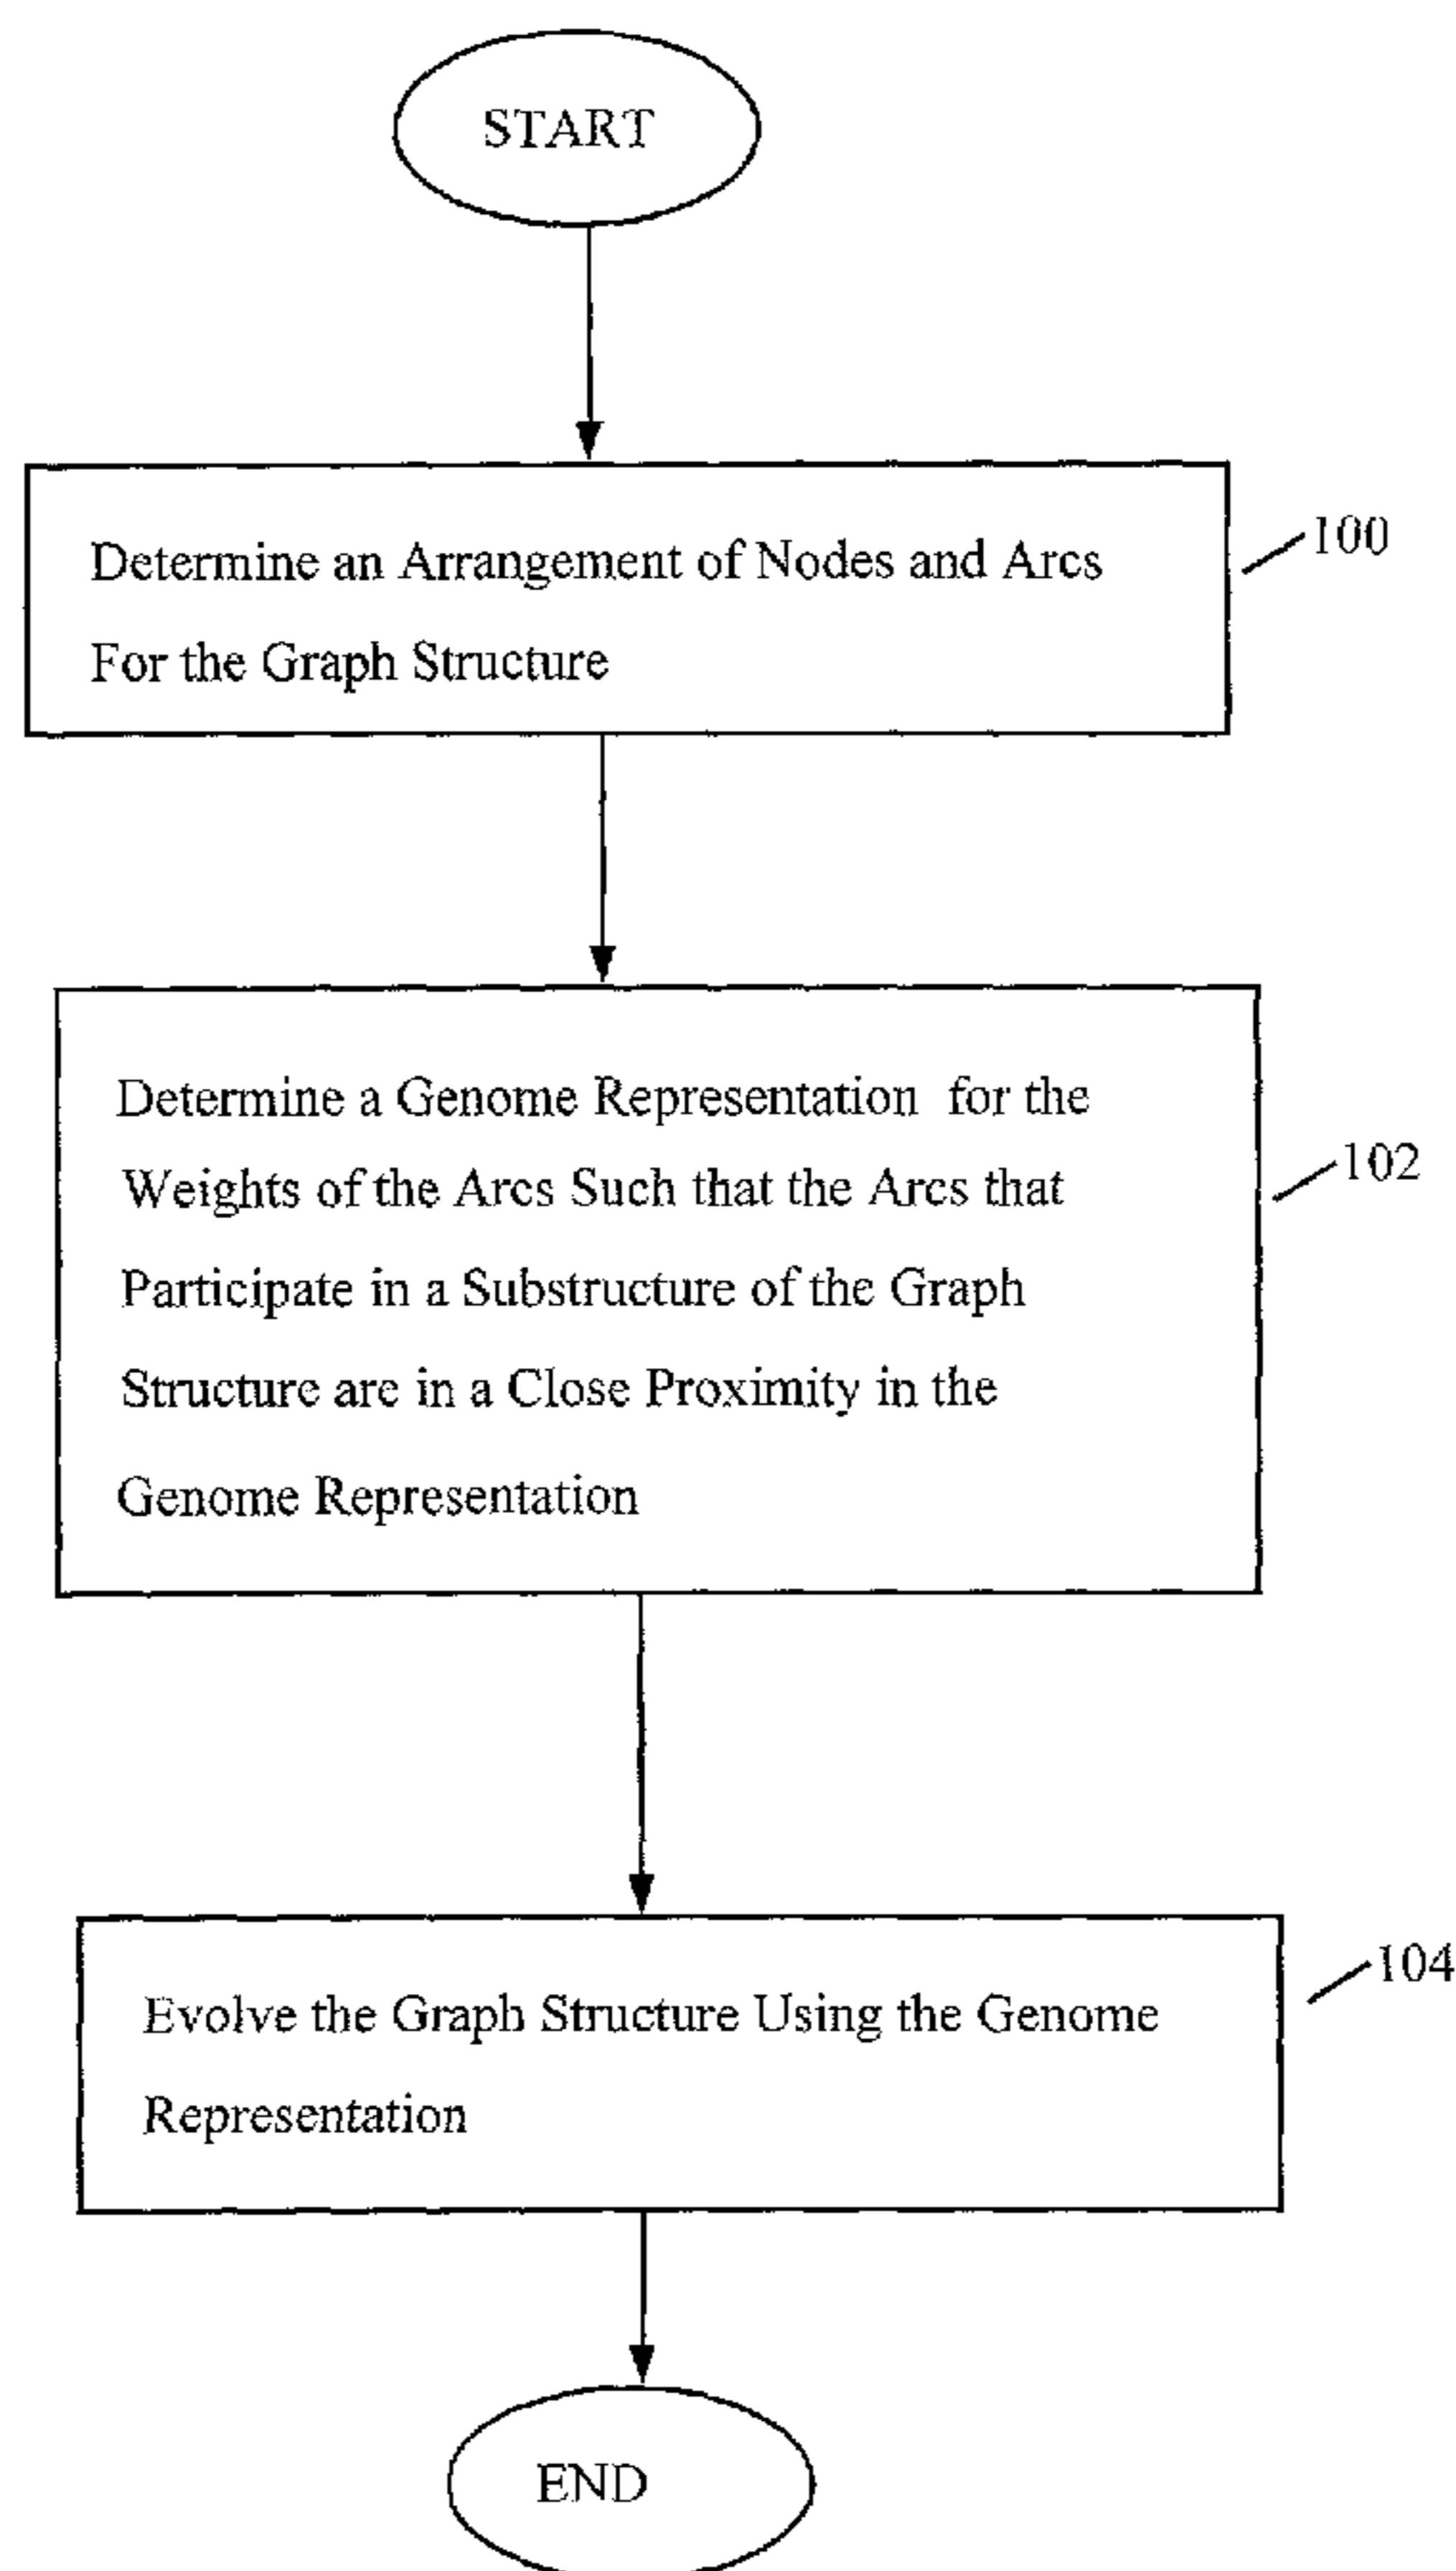 START
Determine an Arrangement of Nodes and Arcs
For the Graph Structure
100
Determine a Genome Representation for the
Weights of the Arcs Such that the Arcs that
Participate in a Substructure of the Graph
Structure are in a Close Proximity in the
Genome Representation
102
Evolve the Graph Structure Using the Genome
Representation
104
END